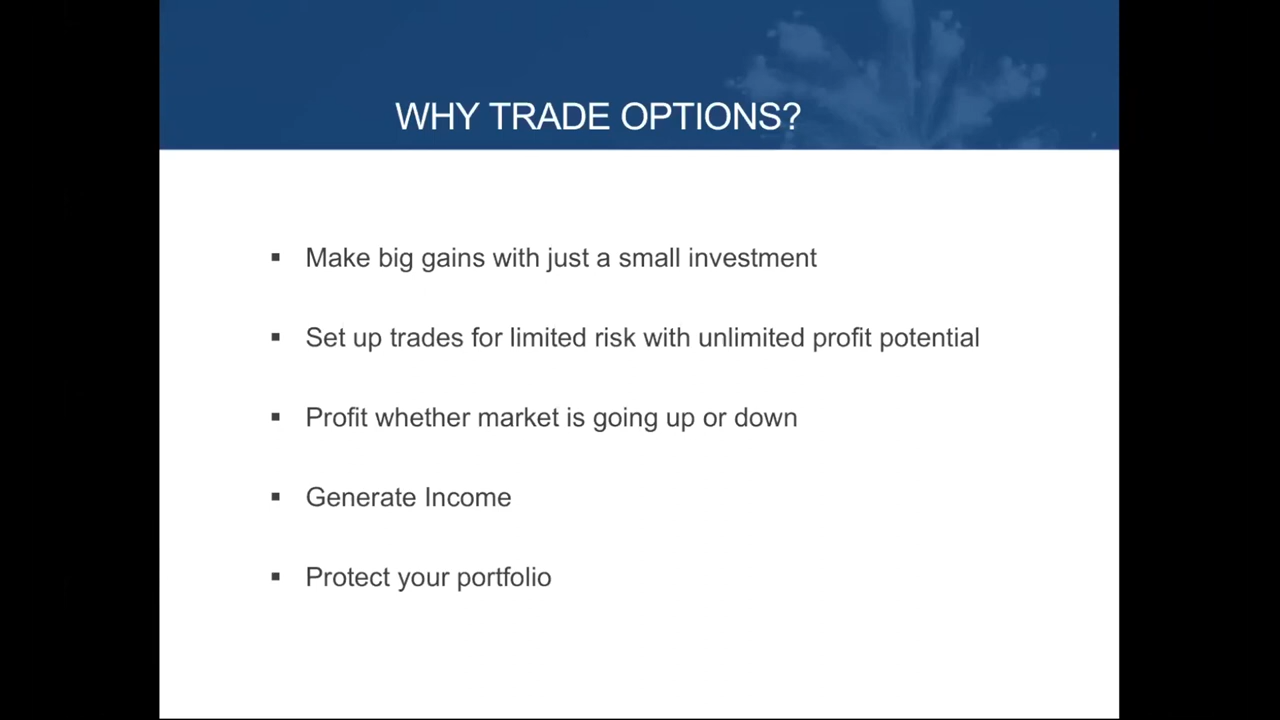 WHY TRADE OPTIONS?
▪ Make big gains with just a small investment
▪ Set up trades for limited risk with unlimited profit potential
▪ Profit whether market is going up or down
▪ Generate Income
▪ Protect your portfolio